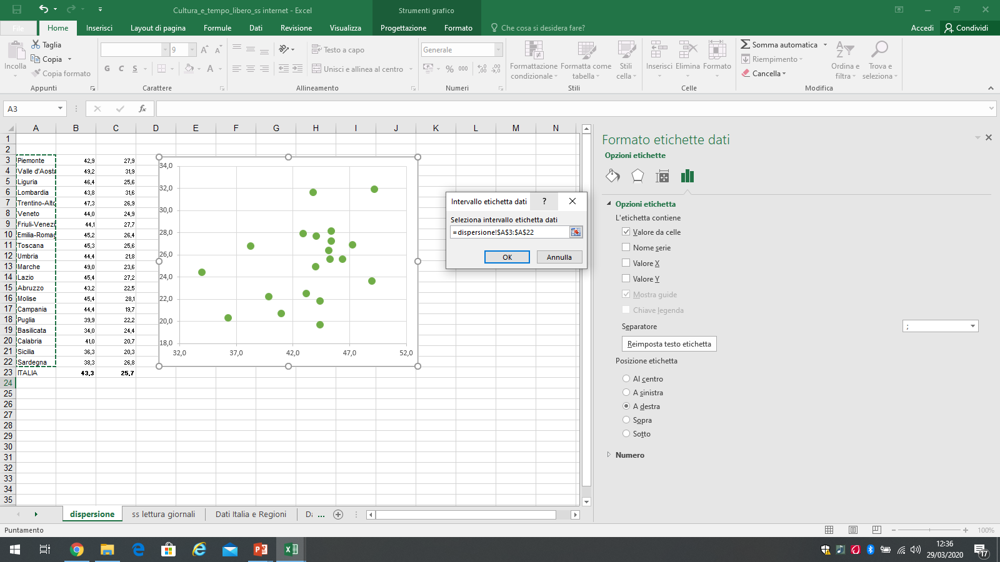 Cultura_e_tempo_libero_ss internet - Excel
Strumenti grafico
File
Home
Inserisci
Layout di pagina
Formule
Dati
Revisione
Visualizza
Progettazione
Formato
Che cosa si desidera fare?
Accedi
Condividi
Incolla
Taglia
Copia
Copia formato
Appunti
9
G C S
Carattere
Testo a capo
Unisci e allinea al centro
Allineamento
Generale
% 000
Numeri
Formattazione condizionale
Formatta come tabella
Stili cella
Stili
Inserisci
Elimina
Formato
Celle
Somma automatica
Riempimento
Cancella
Ordina e filtra
Trova e seleziona
Modifica
A3
fx
A B C D E F G H I J K L M N
1
2
3 Piemonte 42,9 27,9
4 Valle d'Aosta 49,2 31,9
5 Liguria 46,4 25,6
6 Lombardia 43,8 31,6
7 Trentino-Alto 47,3 26,9
8 Veneto 44,0 24,9
9 Friuli-Venezi 44,1 27,7
10 Emilia-Romag 45,2 26,4
11 Toscana 45,3 25,6
12 Umbria 44,4 21,8
13 Marche 49,0 23,6
14 Lazio 45,4 27,2
15 Abruzzo 43,2 22,5
16 Molise 45,4 28,1
17 Campania 44,4 19,7
18 Puglia 39,9 22,2
19 Basilicata 34,0 24,4
20 Calabria 41,0 20,7
21 Sicilia 36,3 20,3
22 Sardegna 38,3 26,8
23 ITALIA 43,3 25,7
24
25
26
27
28
29
30
31
32
33
34
35
34,0
32,0
30,0
28,0
26,0
24,0
22,0
20,0
18,0
32,0 37,0 42,0 47,0 52,0
Intervallo etichetta dati ?
Seleziona intervallo etichetta dati
=dispersione!$A$3:$A$22
OK
Annulla
Formato etichette dati
Opzioni etichette
Opzioni etichetta
L'etichetta contiene
Valore da celle
Nome serie
Valore X
Valore Y
Mostra guide
Chiave legenda
Separatore ;
Reimposta testo etichetta
Posizione etichetta
Al centro
A sinistra
A destra
Sopra
Sotto
Numero
dispersione
ss lettura giornali
Dati Italia e Regioni
Da ...
Puntamento
100%
12:36
29/03/2020
17